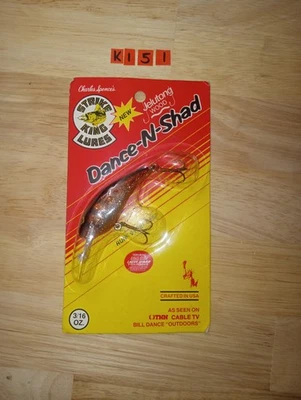 K151
Charles Spence's
STRIKE
KING
LURES
NEW
Jelutong
WOOD
Dance-N-Shad
CRAFTED IN USA
3/16
OZ.
AS SEEN ON
CABLE TV
BILL DANCE "OUTDOORS"